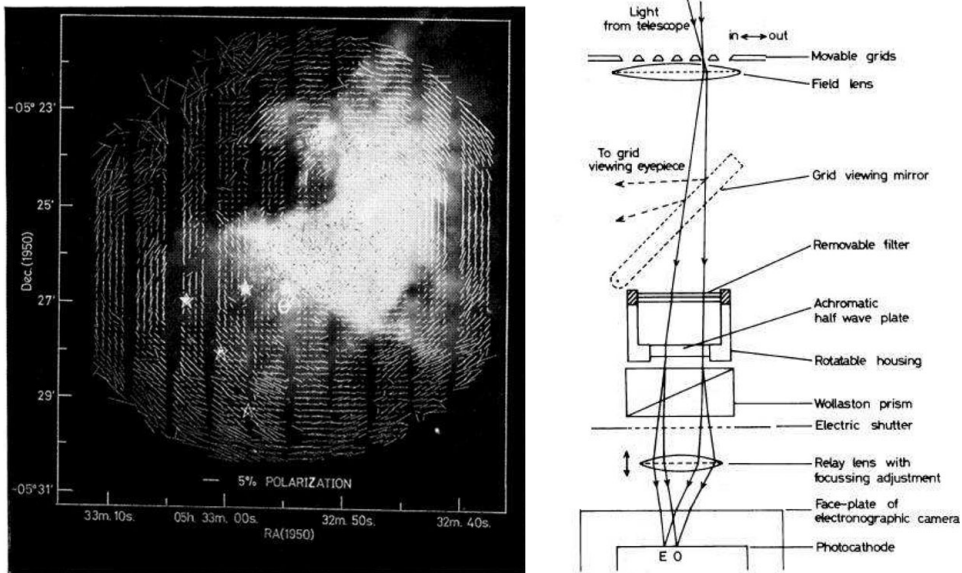 -05° 23'
25'
27'
29'
-05° 31'
Dec.(1950)
5% POLARIZATION
33m 10s.
05h 33m 00s.
32m 50s.
32m 40s.
RA(1950)
Light
from telescope
in out
Movable grids
Field lens
To grid
viewing eyepiece
Grid viewing mirror
Removable filter
Achromatic
half wave plate
Rotatable housing
Wollaston prism
Electric shutter
Relay lens with
focussing adjustment
Face-plate of
electronographic camera
Photocathode
E O